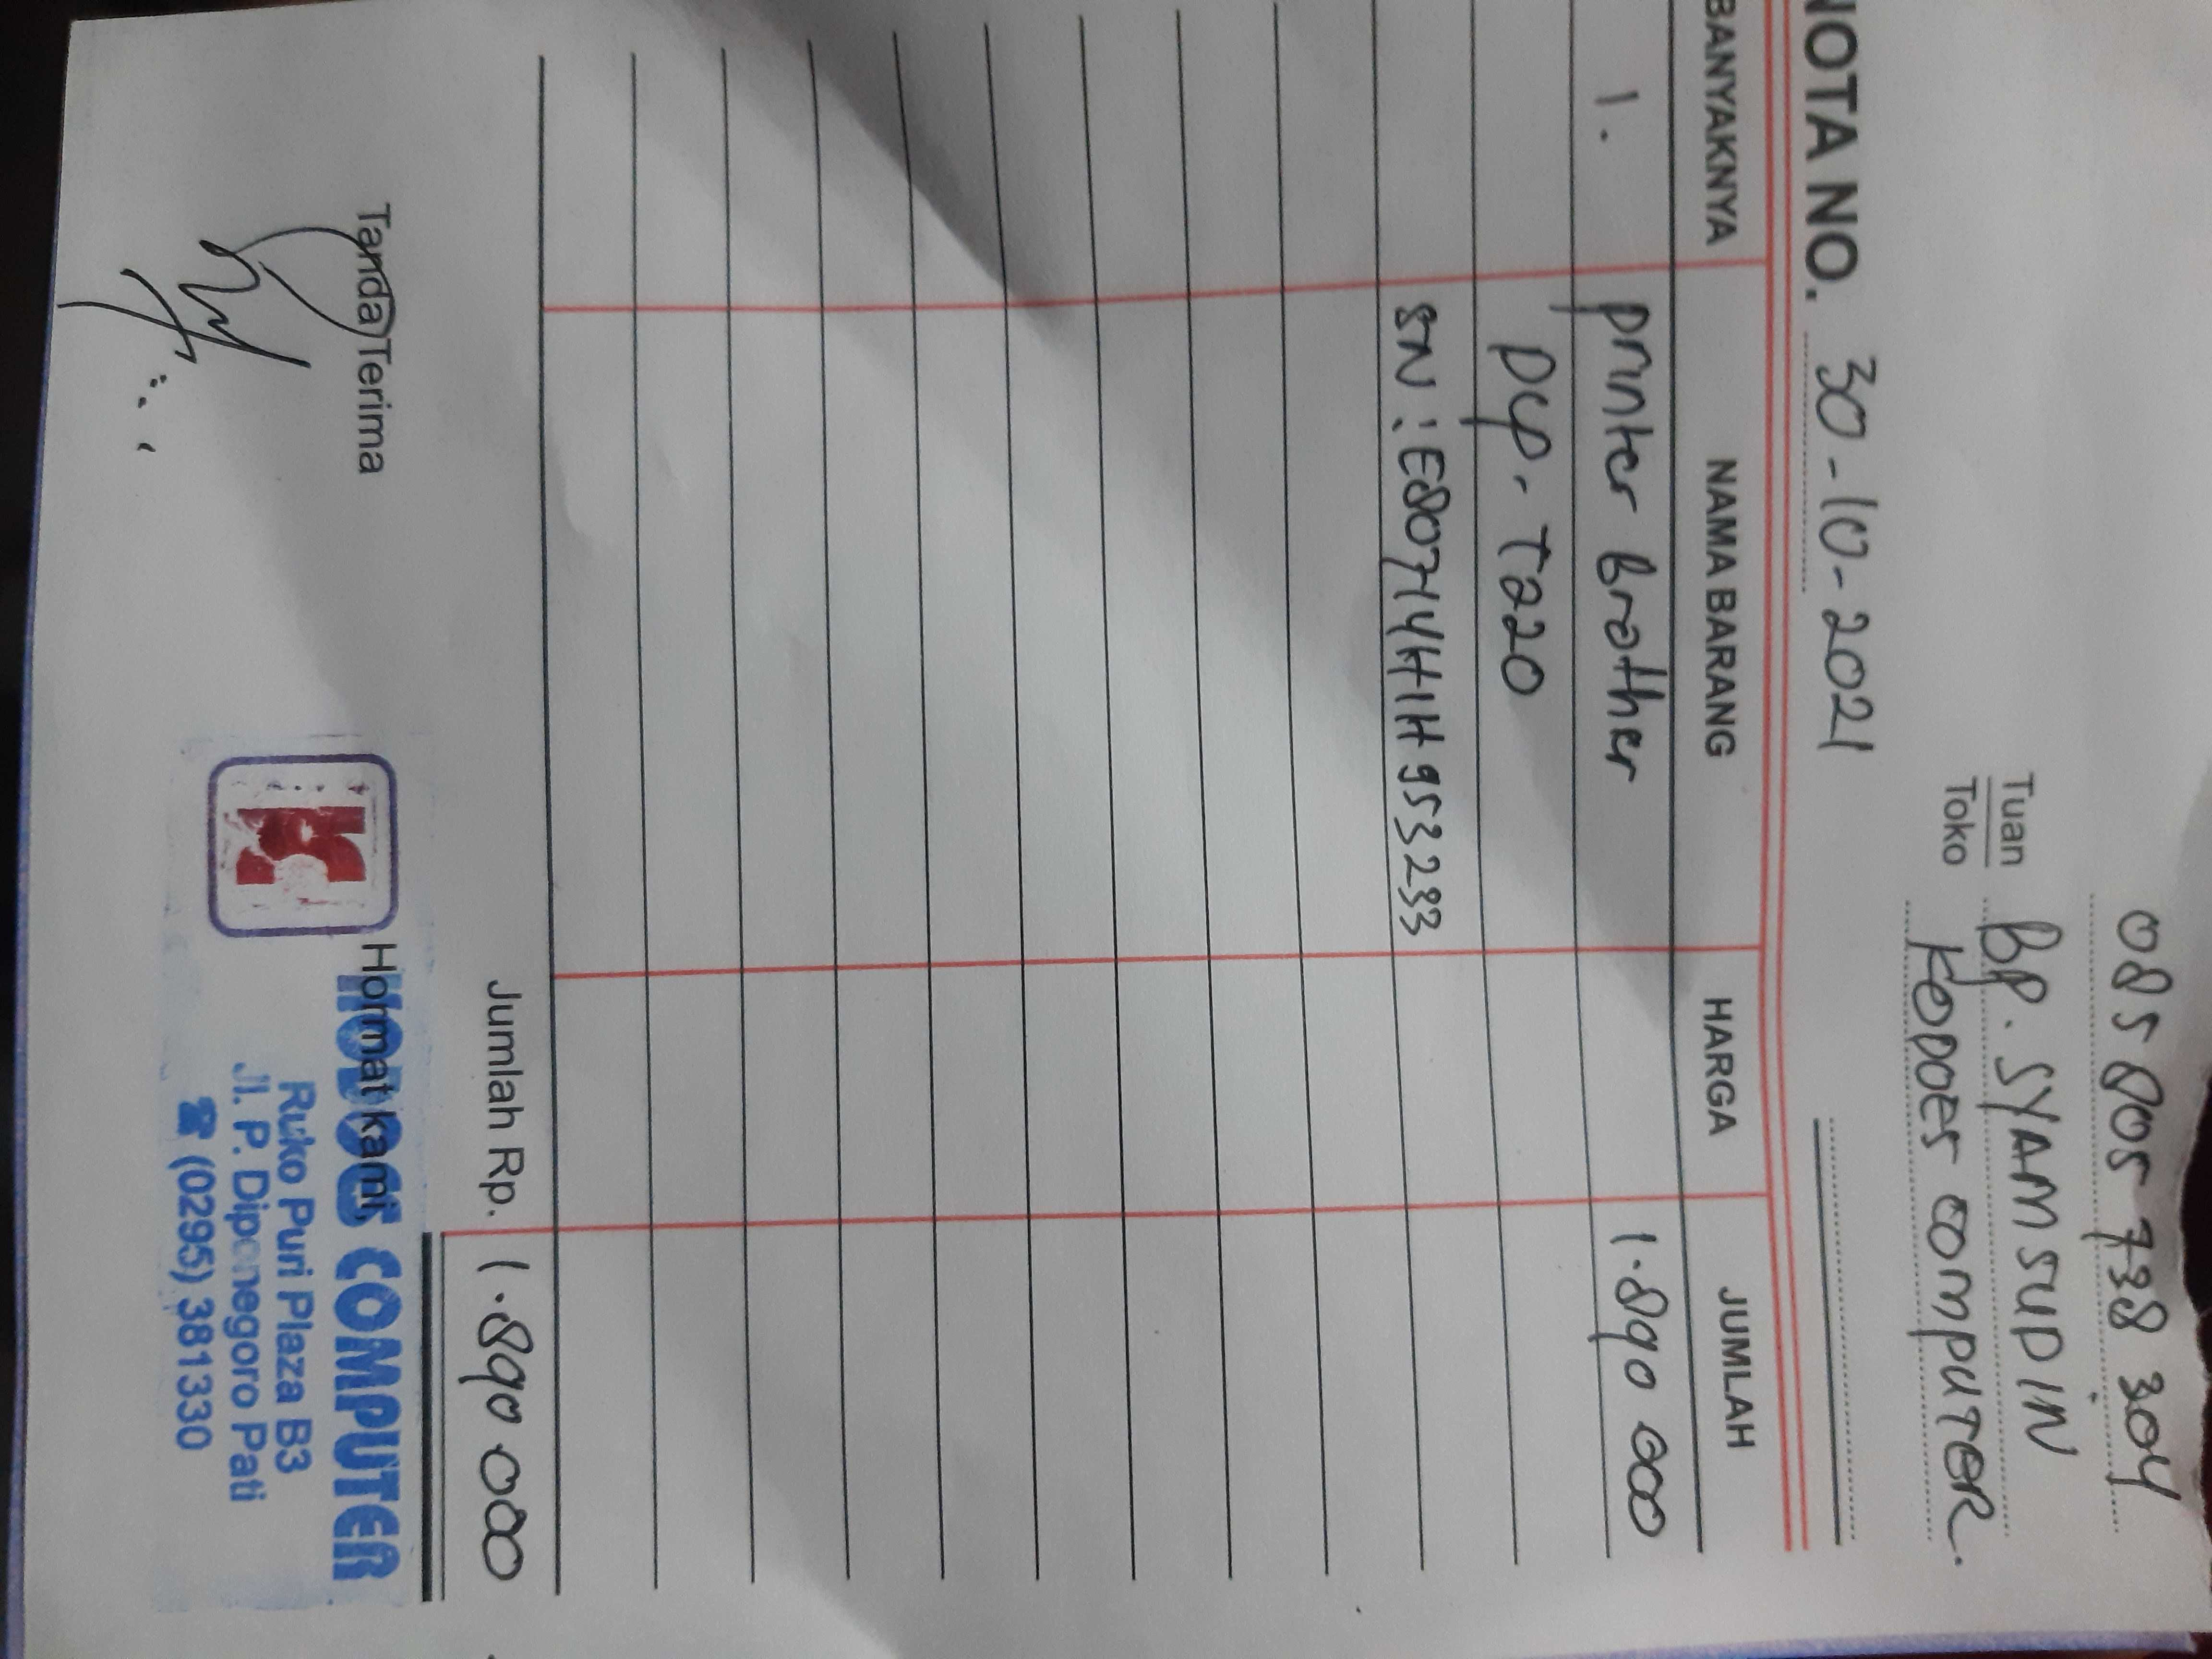 085 805 738 304
Tuan BP. SYAMSUDIN
Toko KODOES COMPUTER.
NOTA NO. 30-10-2021
BANYAKNYA NAMA BARANG HARGA JUMLAH
1. printer Brother 1.890 000
DCP-T220
SN: E80714H1H953233
Jumlah Rp. 1.890 000
Tanda Terima Hormat kami,
COMPUTER
Ruko Puri Plaza B3
Jl. P. Diponegoro Pati
☎ (0295) 381330